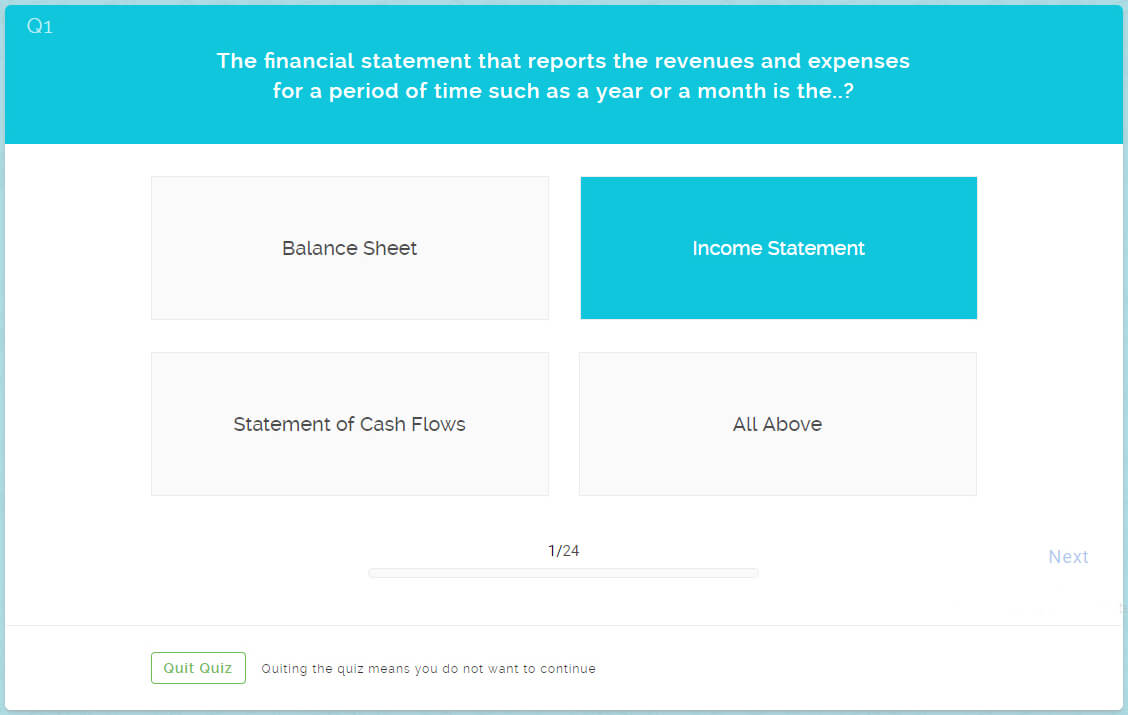 Q1
The financial statement that reports the revenues and expenses
for a period of time such as a year or a month is the..?
Balance Sheet
Income Statement
Statement of Cash Flows
All Above
1/24
Next
Quit Quiz
Quiting the quiz means you do not want to continue